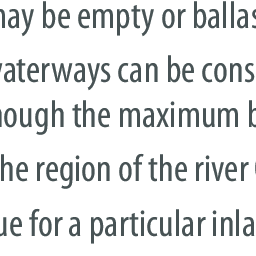 may be empty or ballas
waterways can be cons
hough the maximum b
he region of the river
ue for a particular inla